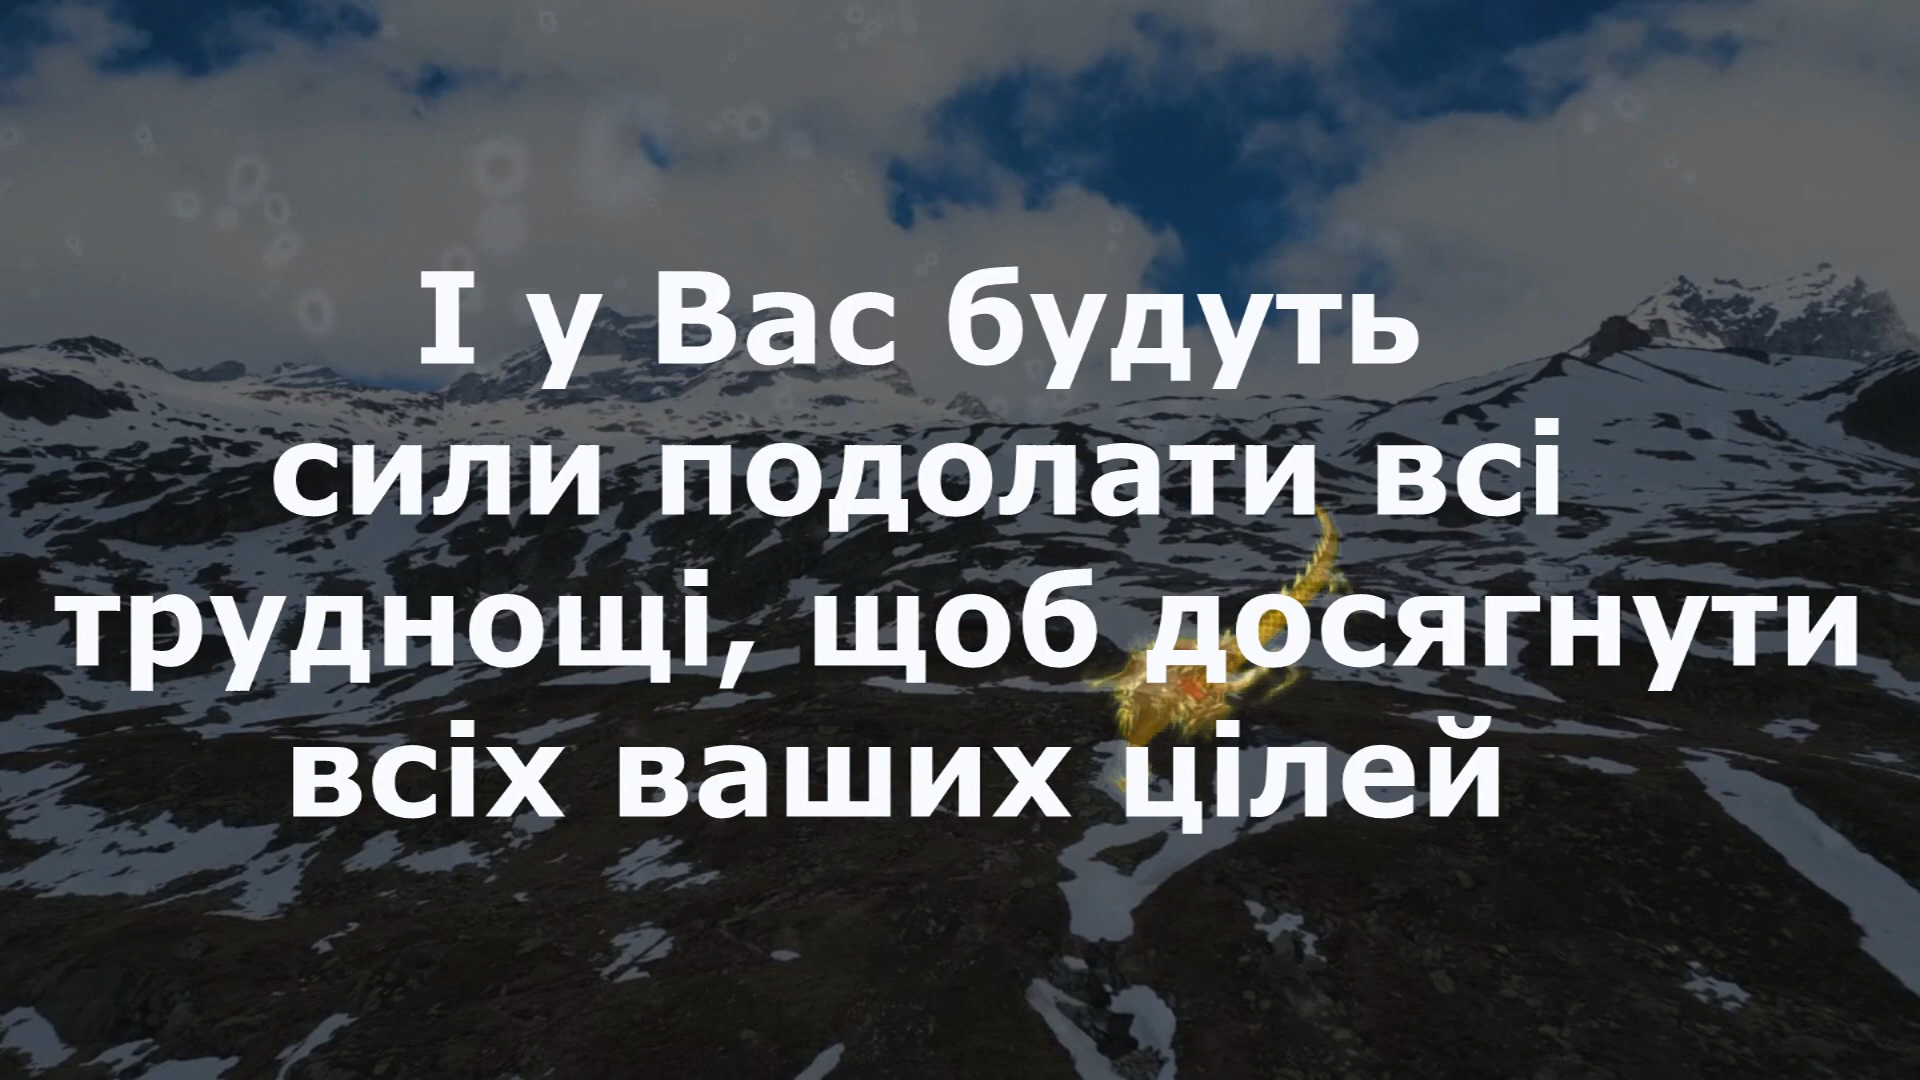 І у Вас будуть
сили подолати всі
труднощі, щоб досягнути
всіх ваших цілей